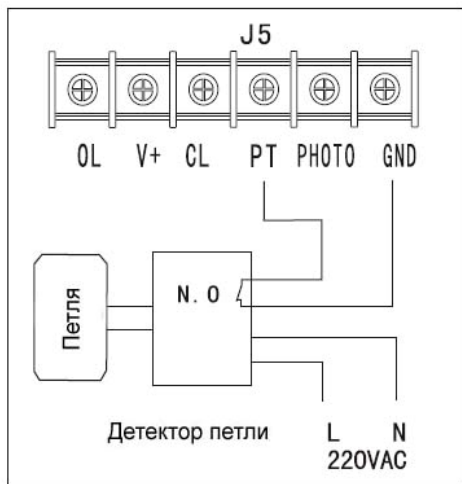 J5
OL V+ CL PT PHOTO GND
N.O
Петля
Детектор петли
L N
220VAC